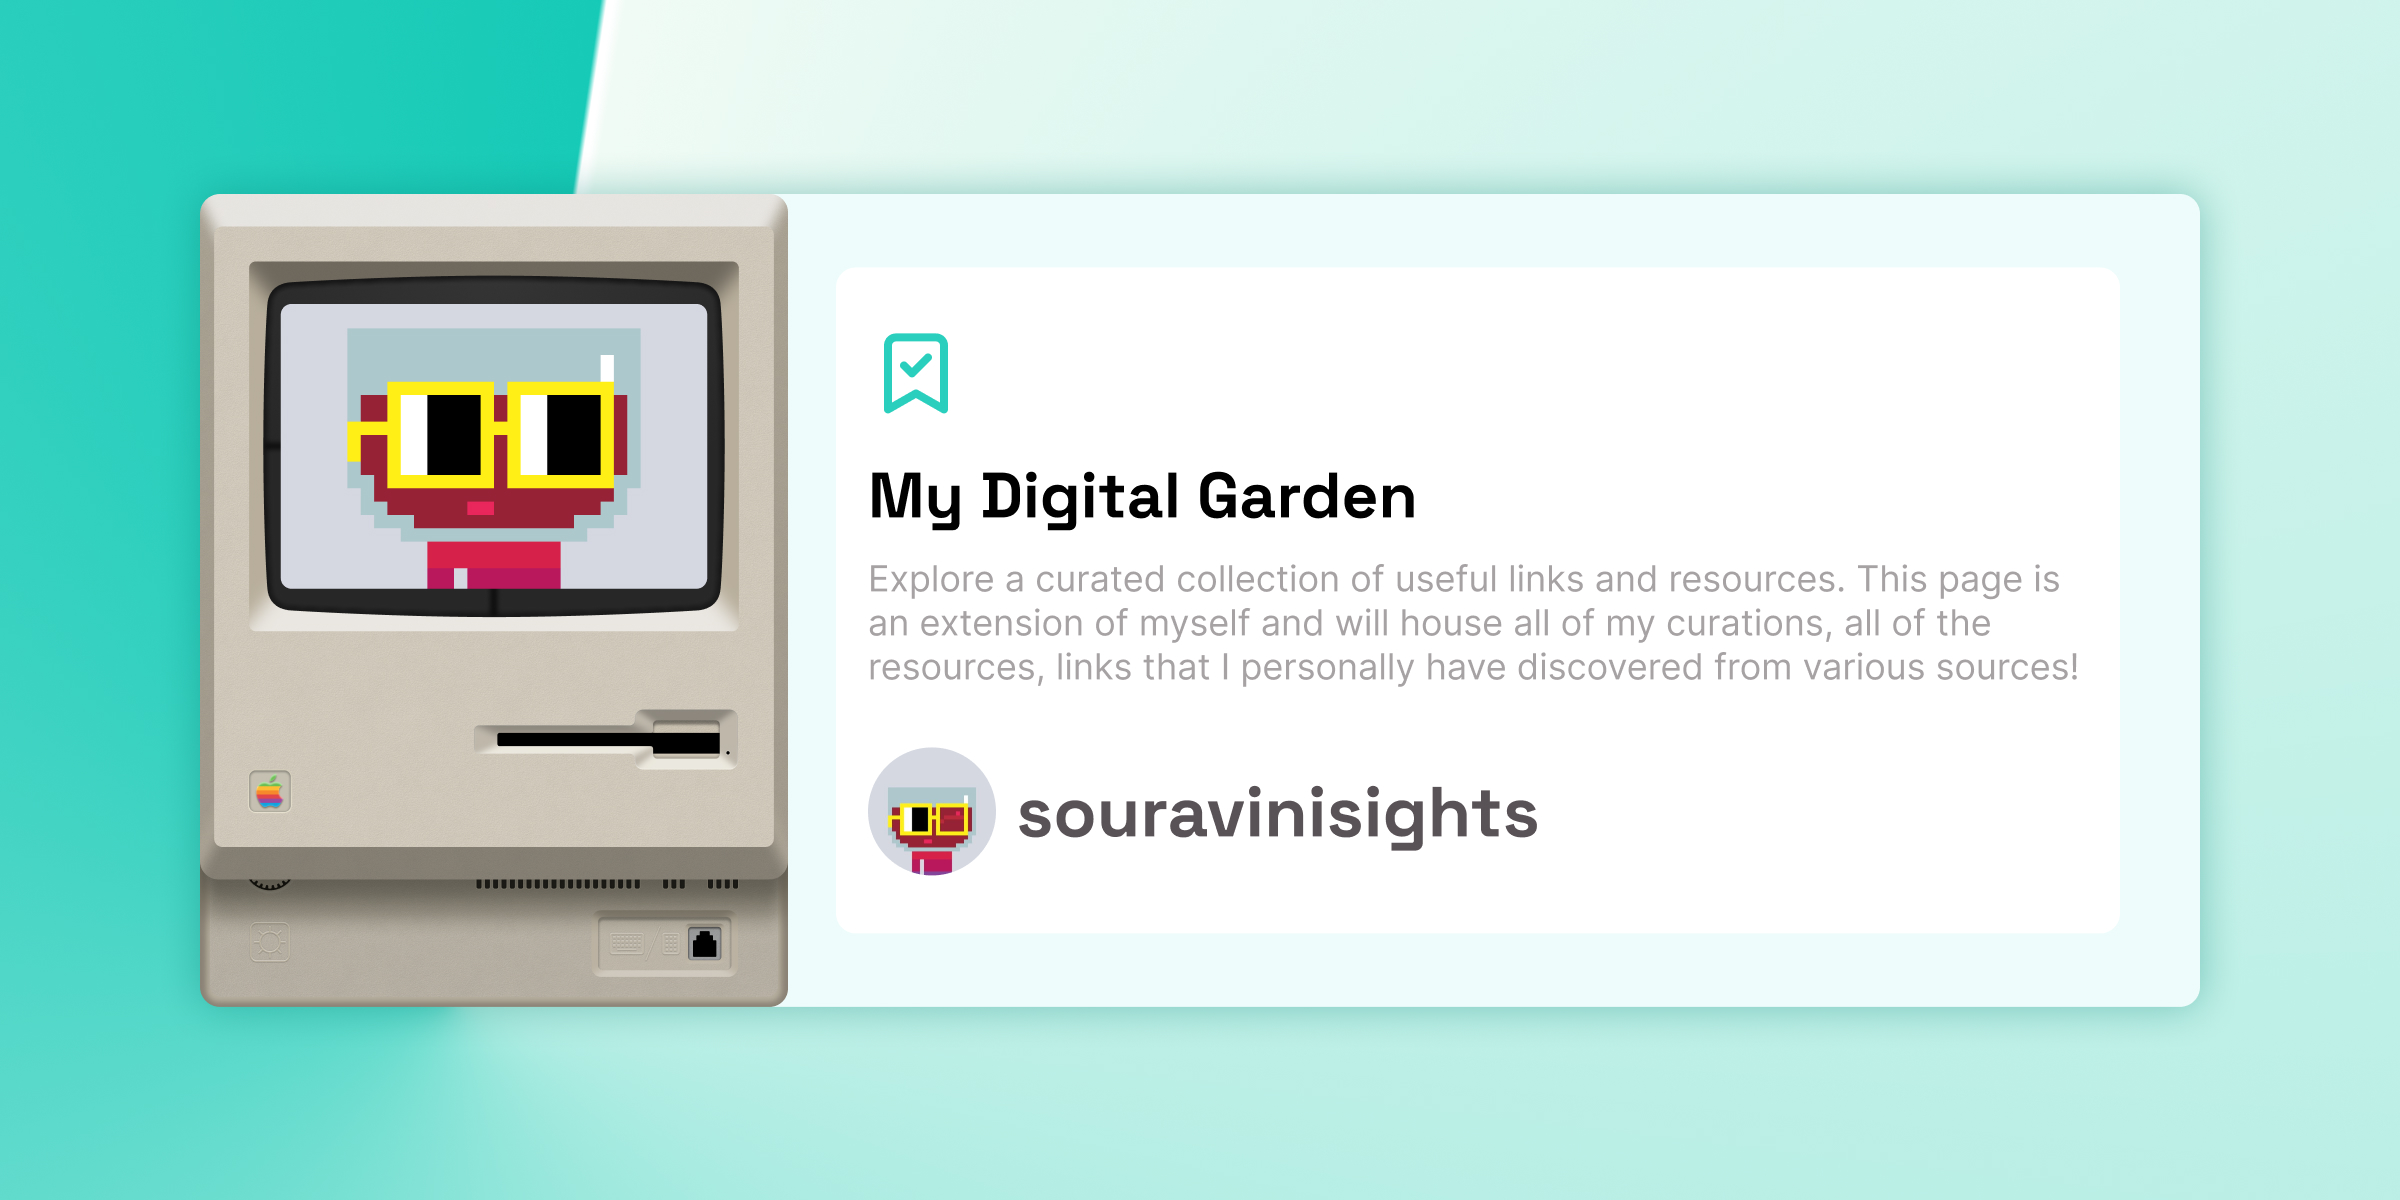 My Digital Garden
Explore a curated collection of useful links and resources. This page is
an extension of myself and will house all of my curations, all of the
resources, links that I personally have discovered from various sources!
souravinisights